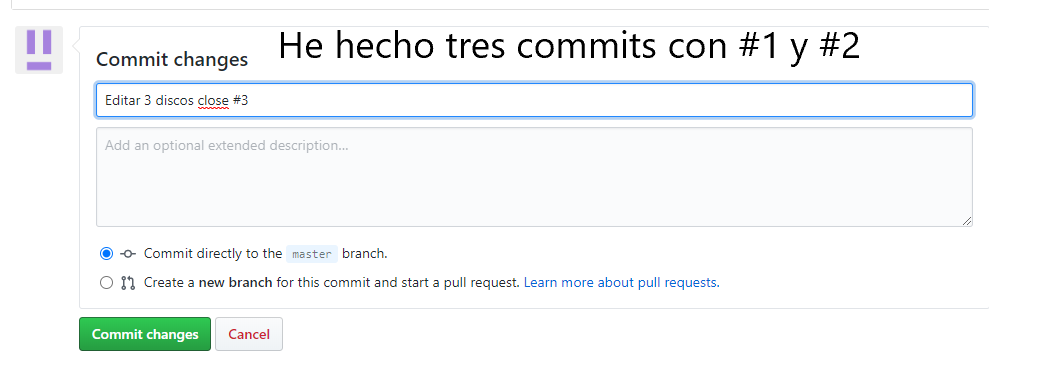 He hecho tres commits con #1 y #2
Commit changes
Editar 3 discos close #3
Add an optional extended description...
Commit directly to the master branch.
Create a new branch for this commit and start a pull request. Learn more about pull requests.
Commit changes
Cancel